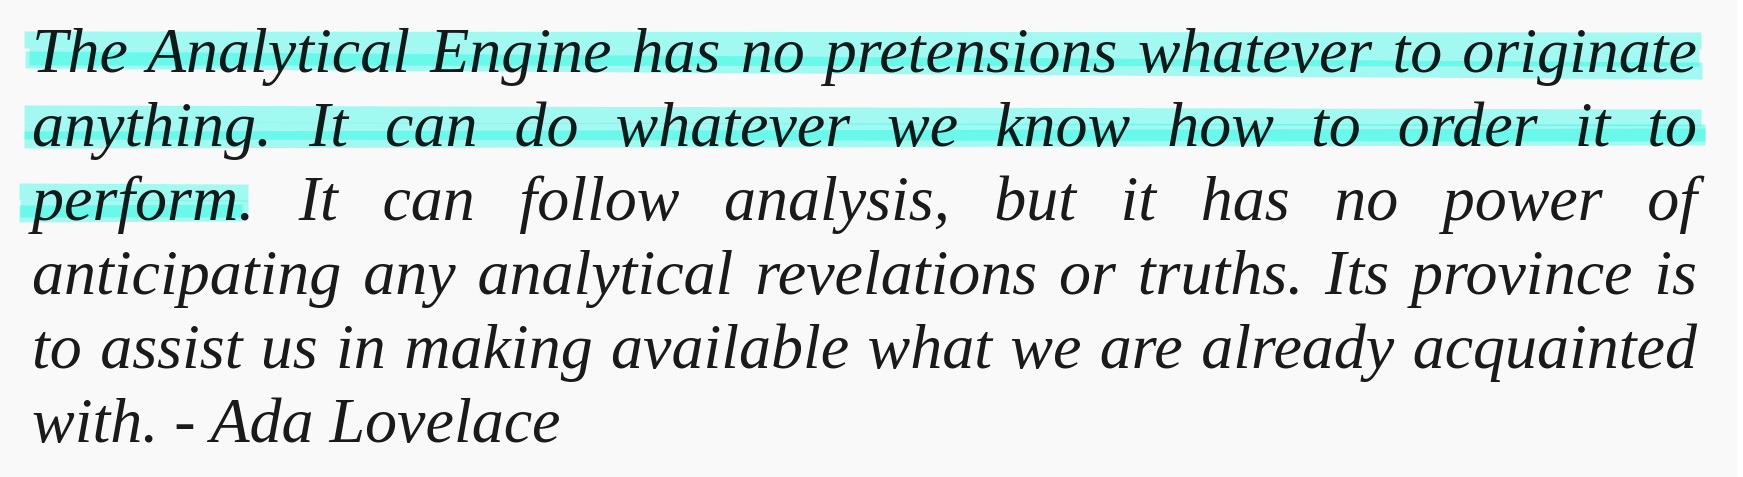 The Analytical Engine has no pretensions whatever to originate
anything. It can do whatever we know how to order it to
perform. It can follow analysis, but it has no power of
anticipating any analytical revelations or truths. Its province is
to assist us in making available what we are already acquainted
with. - Ada Lovelace